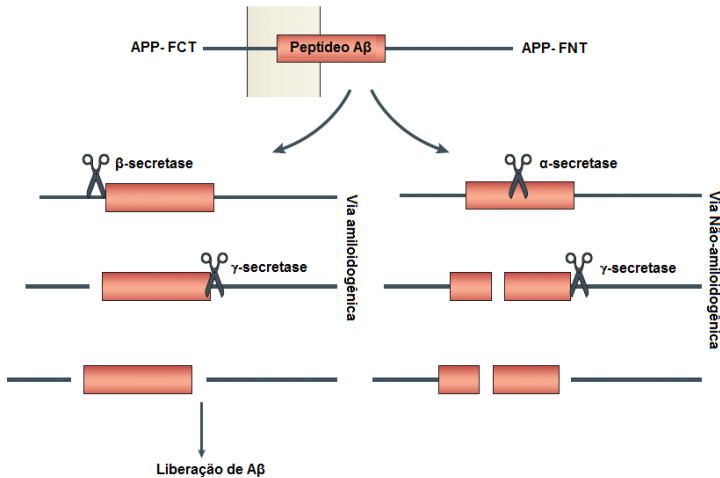 APP- FCT
Peptídeo Aβ
APP- FNT
β-secretase
α-secretase
Via amiloidogênica
Via Não-amiloidogênica
γ-secretase
γ-secretase
Liberação de Aβ